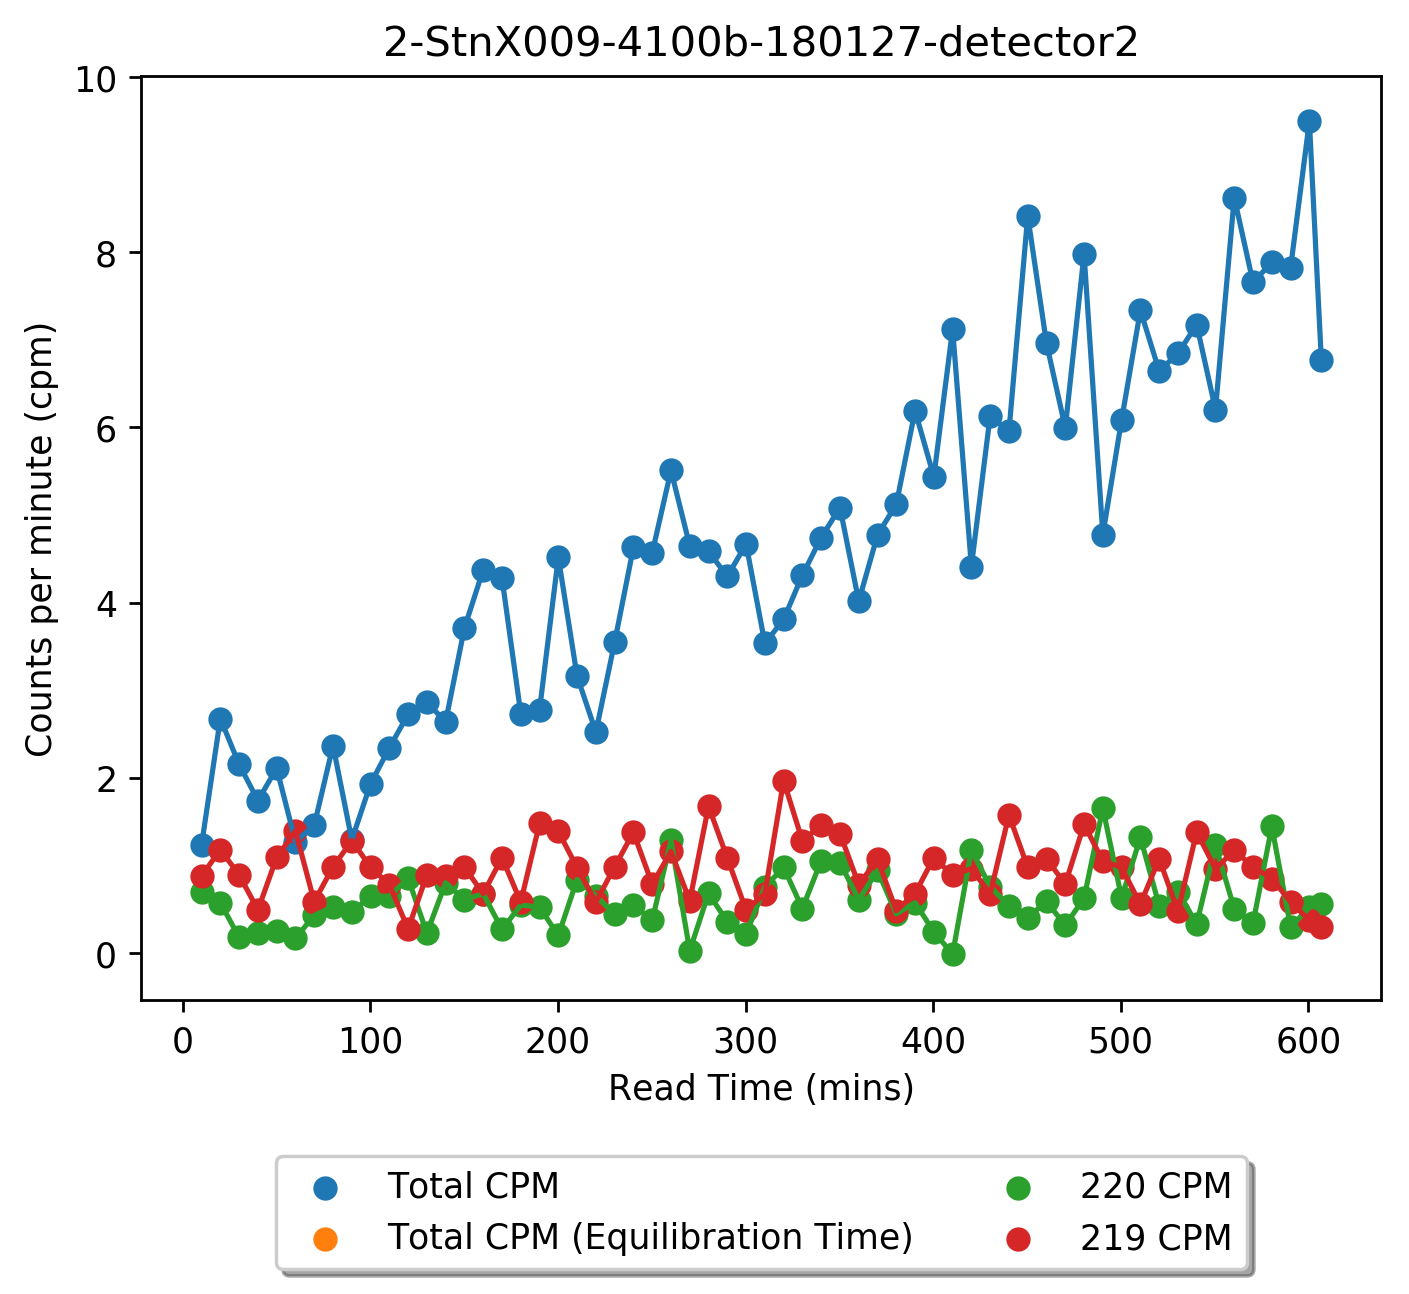 2-StnX009-4100b-180127-detector2
10
8
6
4
2
0
Counts per minute (cpm)
0 100 200 300 400 500 600
Read Time (mins)
Total CPM
Total CPM (Equilibration Time)
220 CPM
219 CPM